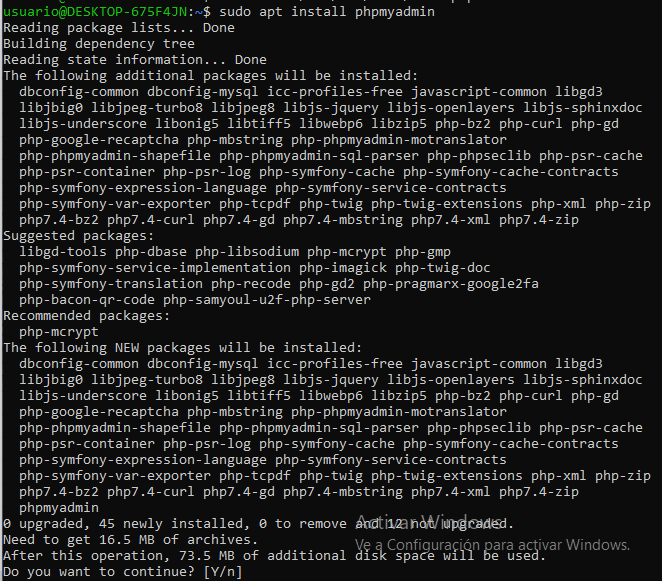 usuario@DESKTOP-675F4JN:~$ sudo apt install phpmyadmin
Reading package lists... Done
Building dependency tree
Reading state information... Done
The following additional packages will be installed:
  dbconfig-common dbconfig-mysql icc-profiles-free javascript-common libgd3
  libjbig0 libjpeg-turbo8 libjpeg8 libjs-jquery libjs-openlayers libjs-sphinxdoc
  libjs-underscore libonig5 libtiff5 libwebp6 libzip5 php-bz2 php-curl php-gd
  php-google-recaptcha php-mbstring php-phpmyadmin-motranslator
  php-phpmyadmin-shapefile php-phpmyadmin-sql-parser php-phpseclib php-psr-cache
  php-psr-container php-psr-log php-symfony-cache php-symfony-cache-contracts
  php-symfony-expression-language php-symfony-service-contracts
  php-symfony-var-exporter php-tcpdf php-twig php-twig-extensions php-xml php-zip
  php7.4-bz2 php7.4-curl php7.4-gd php7.4-mbstring php7.4-xml php7.4-zip
Suggested packages:
  libgd-tools php-dbase php-libsodium php-mcrypt php-gmp
  php-symfony-service-implementation php-imagick php-twig-doc
  php-symfony-translation php-recode php-gd2 php-pragmarx-google2fa
  php-bacon-qr-code php-samyoul-u2f-php-server
Recommended packages:
  php-mcrypt
The following NEW packages will be installed:
  dbconfig-common dbconfig-mysql icc-profiles-free javascript-common libgd3
  libjbig0 libjpeg-turbo8 libjpeg8 libjs-jquery libjs-openlayers libjs-sphinxdoc
  libjs-underscore libonig5 libtiff5 libwebp6 libzip5 php-bz2 php-curl php-gd
  php-google-recaptcha php-mbstring php-phpmyadmin-motranslator
  php-phpmyadmin-shapefile php-phpmyadmin-sql-parser php-phpseclib php-psr-cache
  php-psr-container php-psr-log php-symfony-cache php-symfony-cache-contracts
  php-symfony-expression-language php-symfony-service-contracts
  php-symfony-var-exporter php-tcpdf php-twig php-twig-extensions php-xml php-zip
  php7.4-bz2 php7.4-curl php7.4-gd php7.4-mbstring php7.4-xml php7.4-zip
  phpmyadmin
0 upgraded, 45 newly installed, 0 to remove and 12 not upgraded.
Activar Windows
Need to get 16.5 MB of archives.
Ve a Configuración para activar Windows.
After this operation, 73.5 MB of additional disk space will be used.
Do you want to continue? [Y/n]